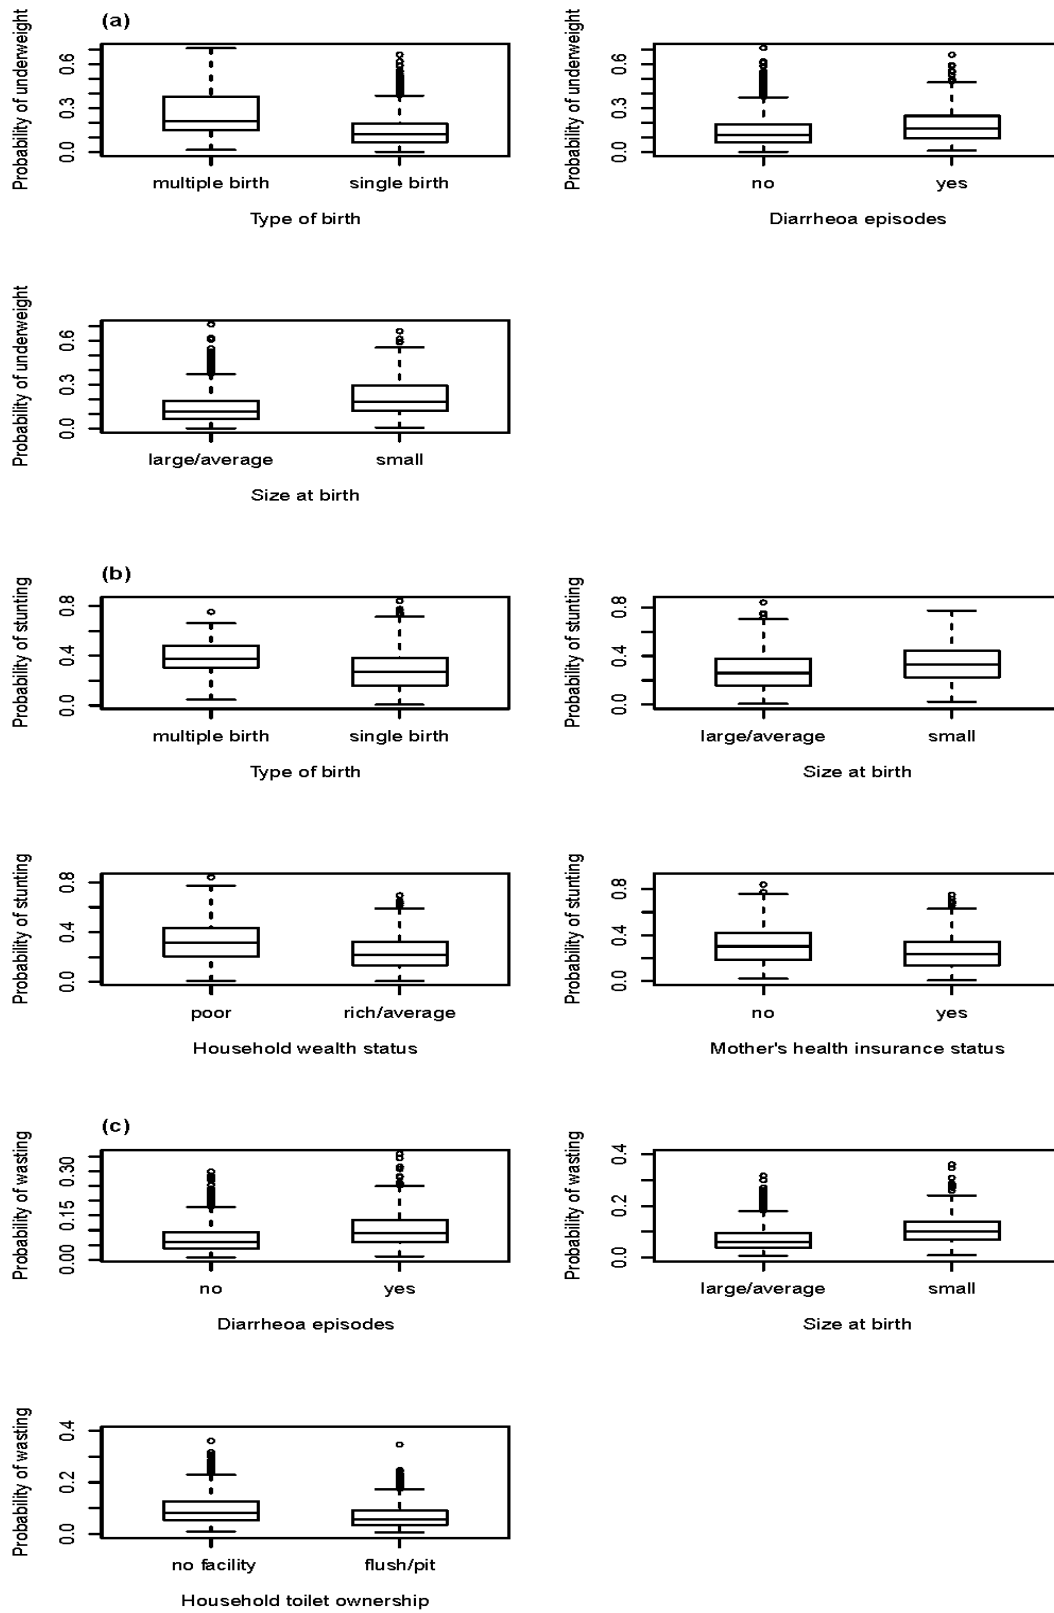 (a)
Probability of underweight
0.0 0.3 0.6
multiple birth single birth
Type of birth
Probability of underweight
0.0 0.3 0.6
no yes
Diarrheoa episodes
Probability of underweight
0.0 0.3 0.6
large/average small
Size at birth
(b)
Probability of stunting
0.0 0.4 0.8
multiple birth single birth
Type of birth
Probability of stunting
0.0 0.4 0.8
large/average small
Size at birth
Probability of stunting
0.0 0.4 0.8
poor rich/average
Household wealth status
Probability of stunting
0.0 0.4 0.8
no yes
Mother's health insurance status
(c)
Probability of wasting
0.00 0.15 0.30
no yes
Diarrheoa episodes
Probability of wasting
0.0 0.2 0.4
large/average small
Size at birth
Probability of wasting
0.0 0.2 0.4
no facility flush/pit
Household toilet ownership